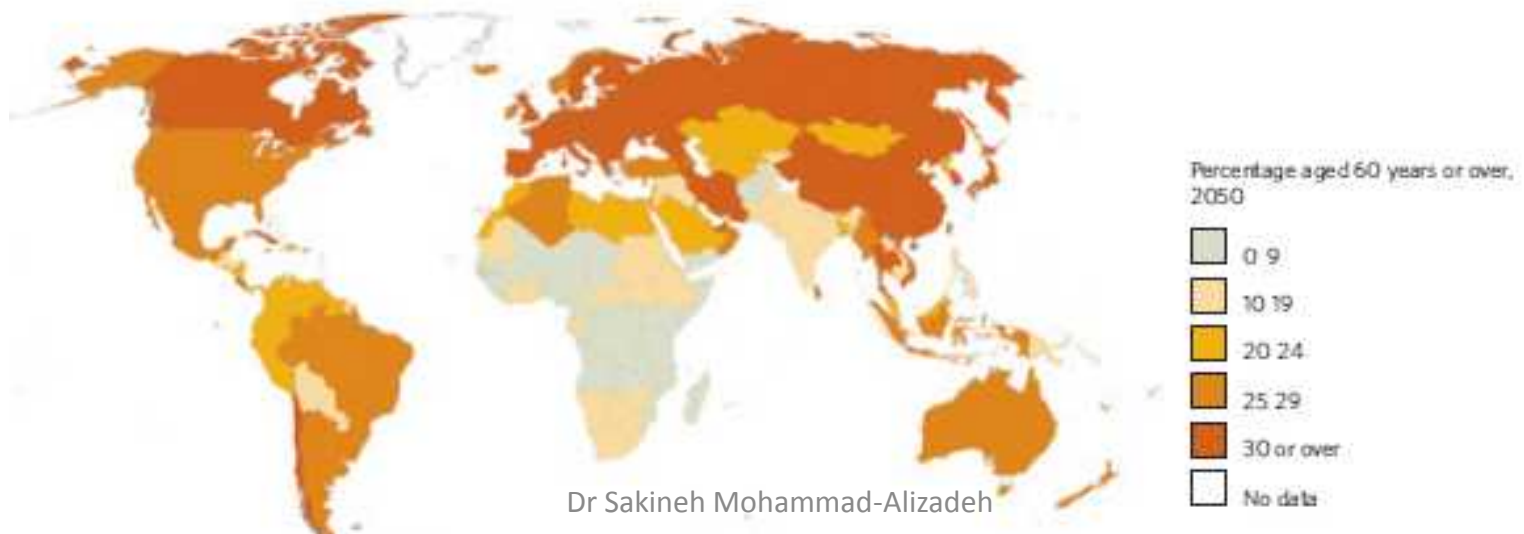 Percentage aged 60 years or over,
2050
0 9
10 19
20 24
25 29
30 or over
No data
Dr Sakineh Mohammad-Alizadeh